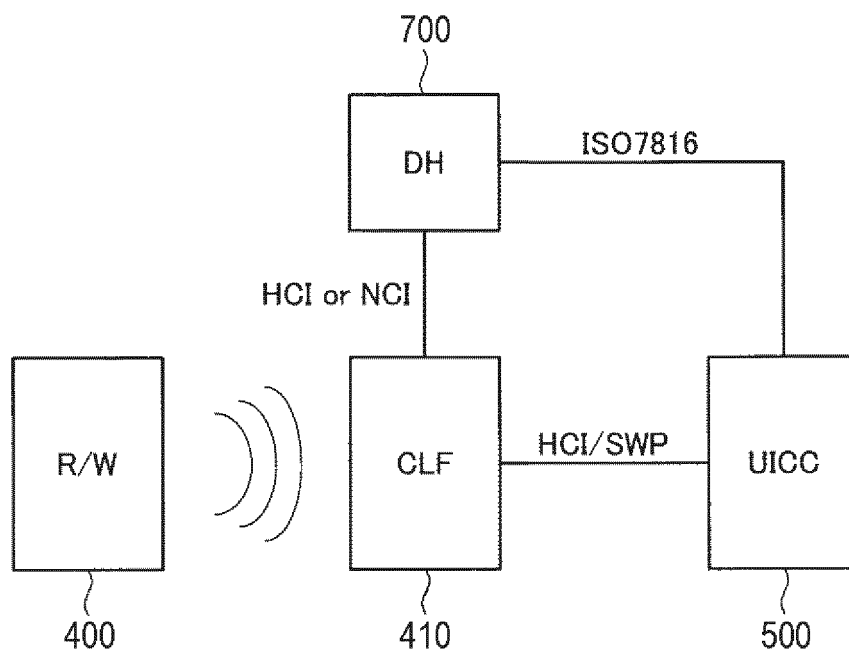 700
DH
ISO7816
HCI or NCI
R/W
CLF
HCI/SWP
UICC
400
410
500